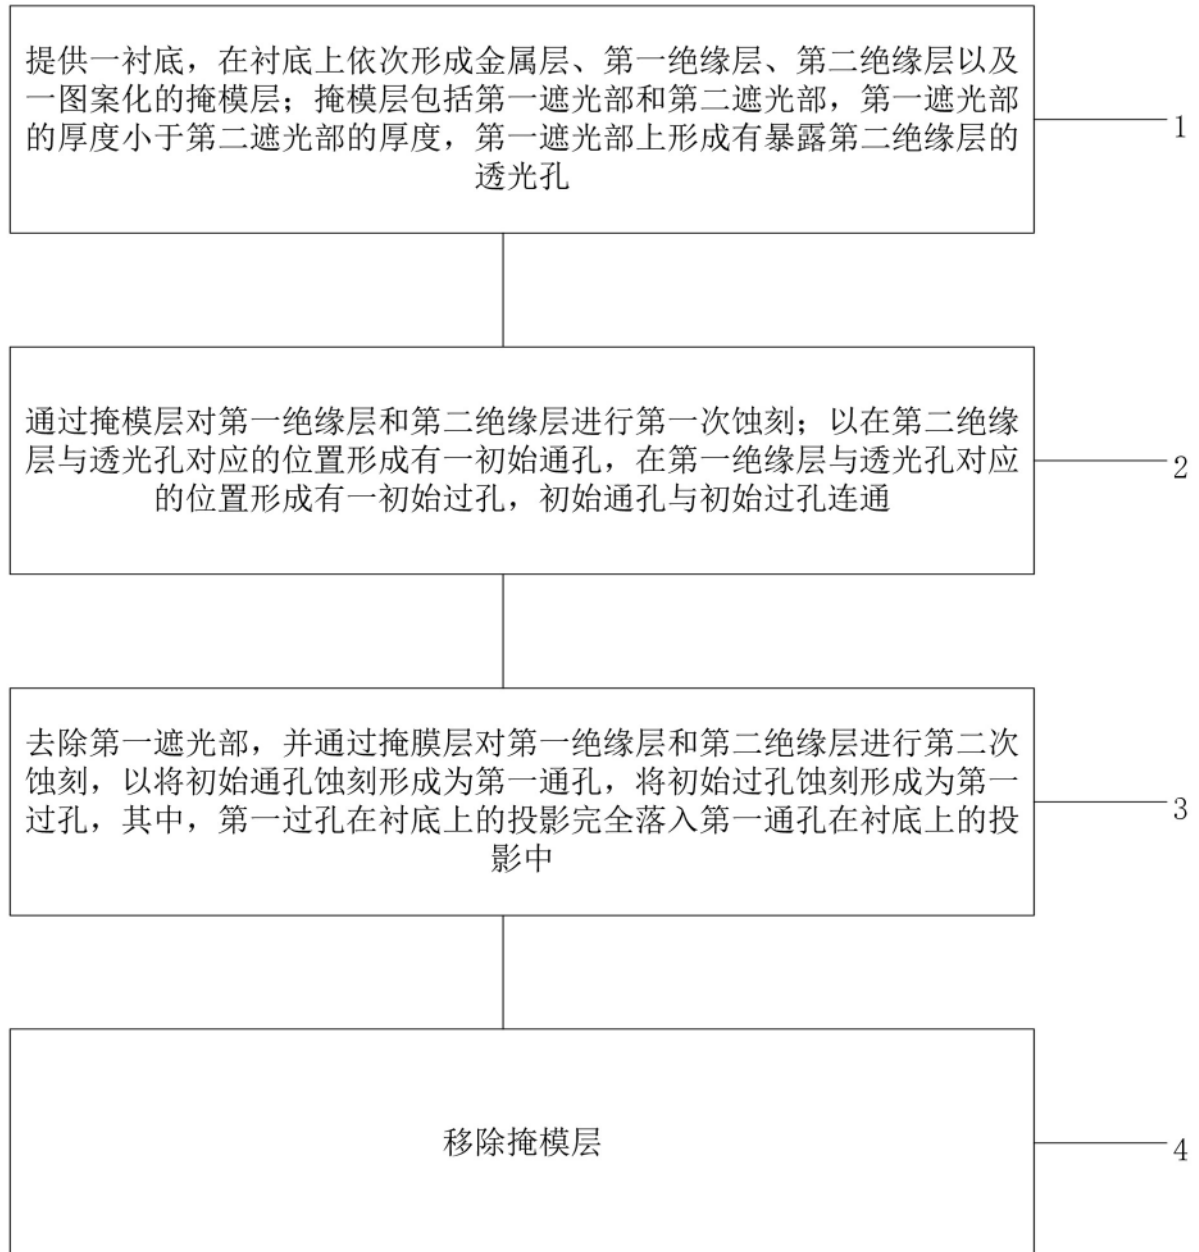 提供一衬底，在衬底上依次形成金属层、第一绝缘层、第二绝缘层以及
一图案化的掩模层；掩模层包括第一遮光部和第二遮光部，第一遮光部
的厚度小于第二遮光部的厚度，第一遮光部上形成有暴露第二绝缘层的
透光孔
1
通过掩模层对第一绝缘层和第二绝缘层进行第一次蚀刻；以在第二绝缘
层与透光孔对应的位置形成有一初始通孔，在第一绝缘层与透光孔对应
的位置形成有一初始过孔，初始通孔与初始过孔连通
2
去除第一遮光部，并通过掩膜层对第一绝缘层和第二绝缘层进行第二次
蚀刻，以将初始通孔蚀刻形成为第一通孔，将初始过孔蚀刻形成为第一
过孔，其中，第一过孔在衬底上的投影完全落入第一通孔在衬底上的投
影中
3
移除掩模层
4